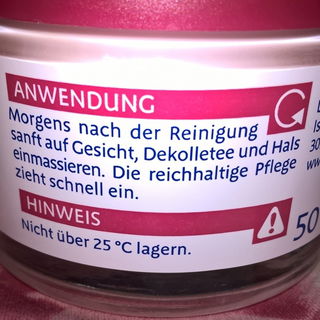 ANWENDUNG
Morgens nach der Reinigung
sanft auf Gesicht, Dekolletee und Hals
einmassieren. Die reichhaltige Pflege
zieht schnell ein.
HINWEIS
Nicht über 25 °C lagern.
50